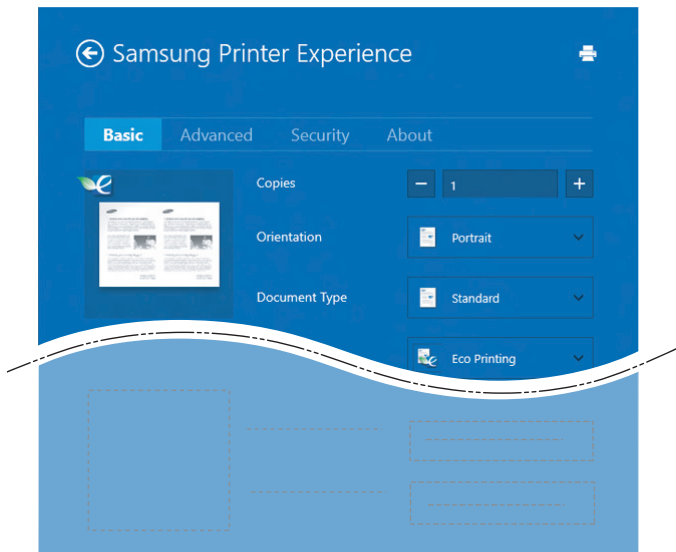 Samsung Printer Experience
Basic Advanced Security About
Copies 1
Orientation Portrait
Document Type Standard
Eco Printing